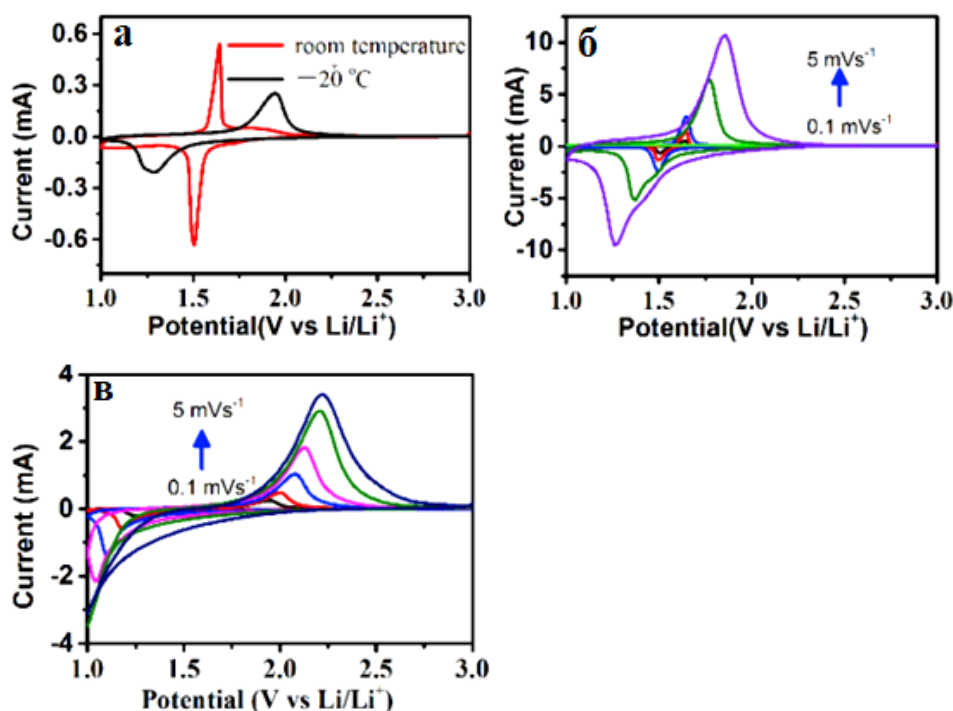 а
room temperature
−20 °C
Current (mA)
0.6
0.3
0.0
-0.3
-0.6
1.0 1.5 2.0 2.5 3.0
Potential(V vs Li/Li⁺)
б
5 mVs⁻¹
0.1 mVs⁻¹
Current (mA)
10
5
0
-5
-10
1.0 1.5 2.0 2.5 3.0
Potential(V vs Li/Li⁺)
в
5 mVs⁻¹
0.1 mVs⁻¹
Current (mA)
4
2
0
-2
-4
1.0 1.5 2.0 2.5 3.0
Potential (V vs Li/Li⁺)